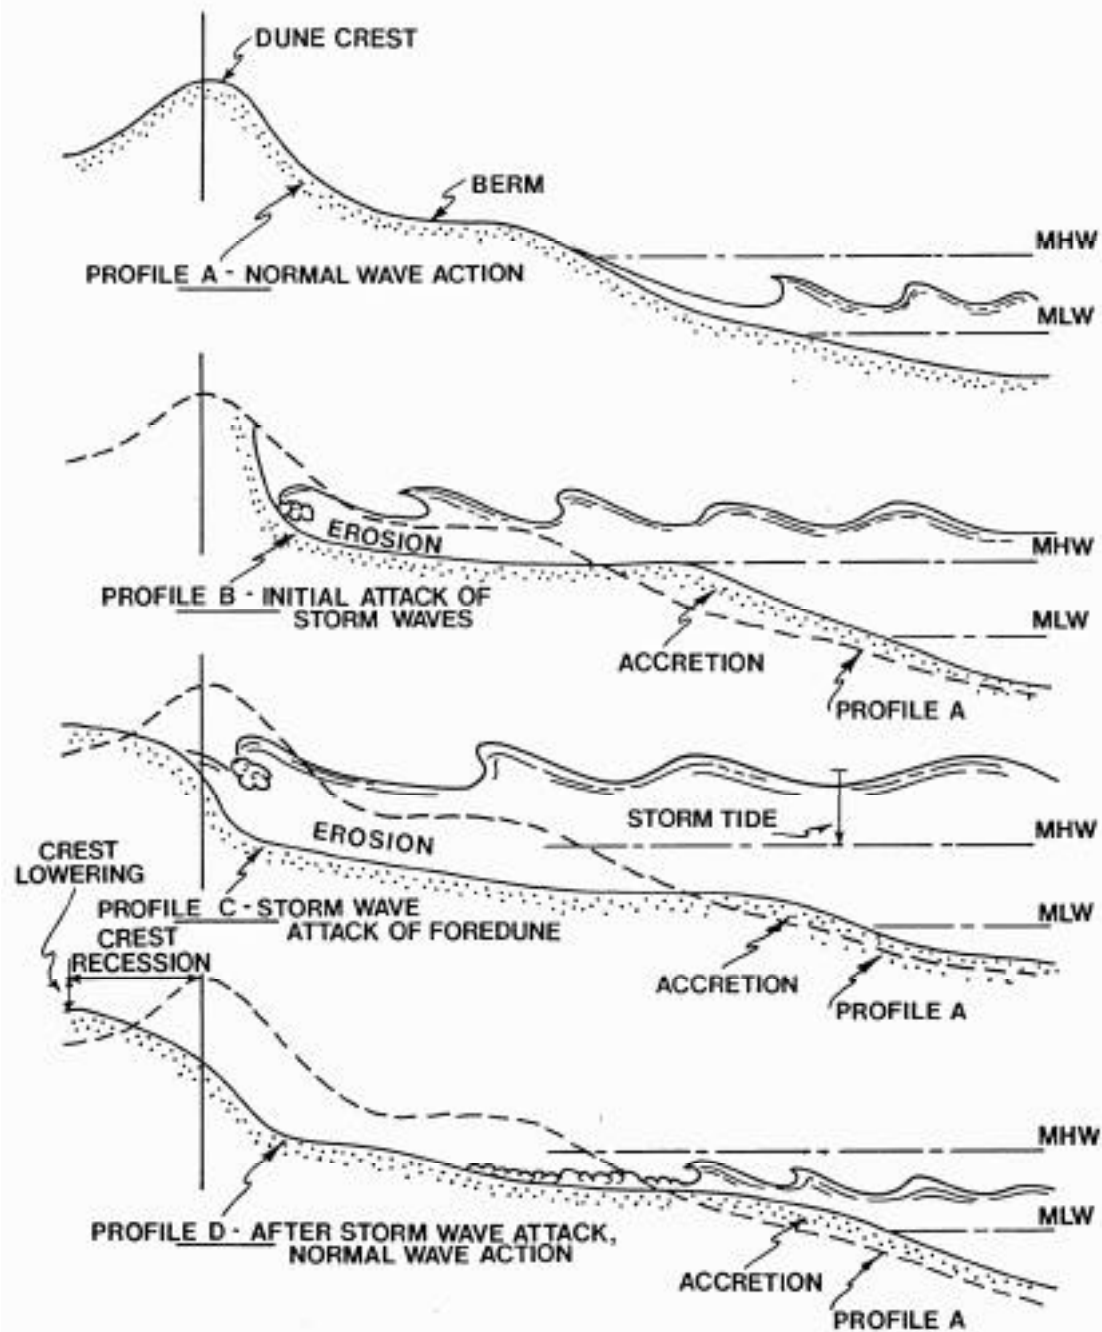 DUNE CREST
BERM
MHW
PROFILE A - NORMAL WAVE ACTION
MLW
EROSION
MHW
PROFILE B - INITIAL ATTACK OF
STORM WAVES
MLW
ACCRETION
PROFILE A
STORM TIDE
EROSION
MHW
CREST
LOWERING
PROFILE C - STORM WAVE
ATTACK OF FOREDUNE
MLW
CREST
RECESSION
ACCRETION
PROFILE A
MHW
MLW
PROFILE D - AFTER STORM WAVE ATTACK,
NORMAL WAVE ACTION
ACCRETION
PROFILE A